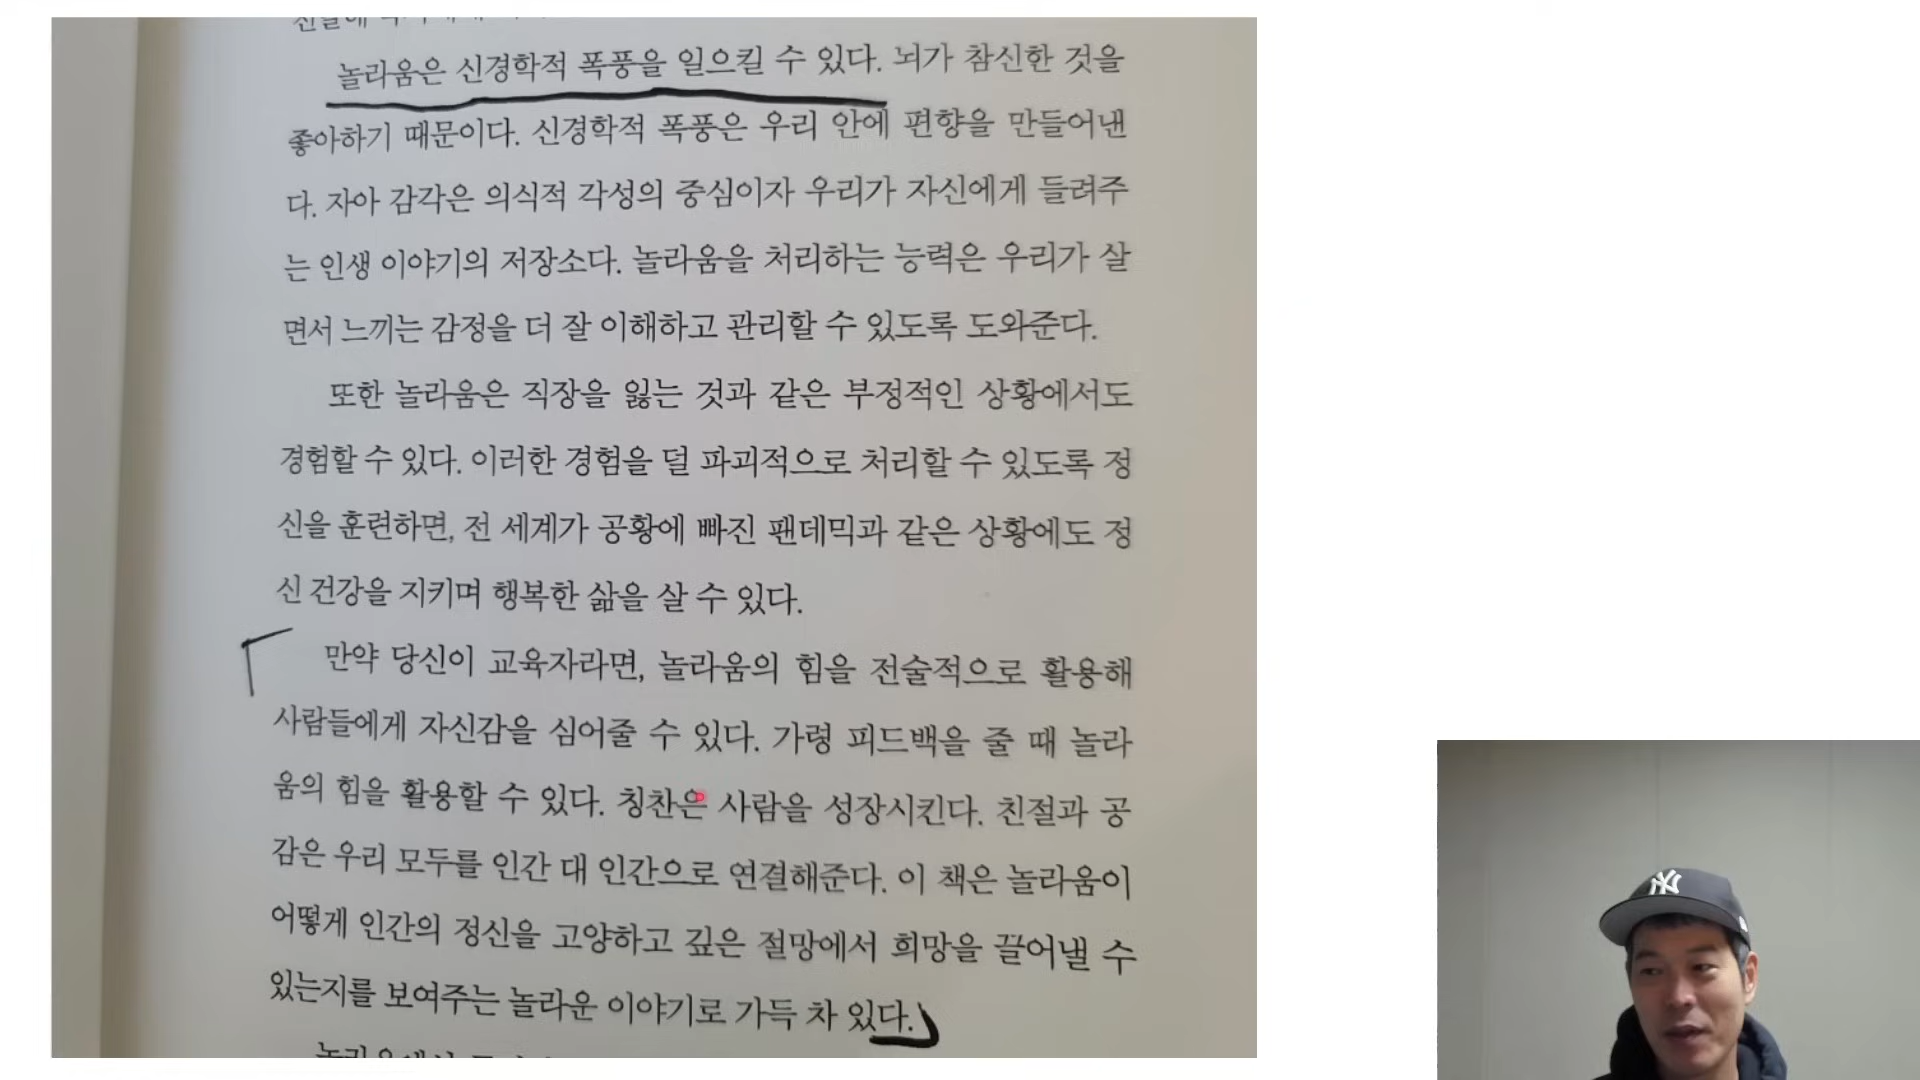 놀라움은 신경학적 폭풍을 일으킬 수 있다. 뇌가 참신한 것을
좋아하기 때문이다. 신경학적 폭풍은 우리 안에 편향을 만들어낸
다. 자아 감각은 의식적 각성의 중심이자 우리가 자신에게 들려주
는 인생 이야기의 저장소다. 놀라움을 처리하는 능력은 우리가 살
면서 느끼는 감정을 더 잘 이해하고 관리할 수 있도록 도와준다.
또한 놀라움은 직장을 잃는 것과 같은 부정적인 상황에서도
경험할 수 있다. 이러한 경험을 덜 파괴적으로 처리할 수 있도록 정
신을 훈련하면, 전 세계가 공황에 빠진 팬데믹과 같은 상황에도 정
신 건강을 지키며 행복한 삶을 살 수 있다.
만약 당신이 교육자라면, 놀라움의 힘을 전술적으로 활용해
사람들에게 자신감을 심어줄 수 있다. 가령 피드백을 줄 때 놀라
움의 힘을 활용할 수 있다. 칭찬은 사람을 성장시킨다. 친절과 공
감은 우리 모두를 인간 대 인간으로 연결해준다. 이 책은 놀라움이
어떻게 인간의 정신을 고양하고 깊은 절망에서 희망을 끌어낼 수
있는지를 보여주는 놀라운 이야기로 가득 차 있다.
NY